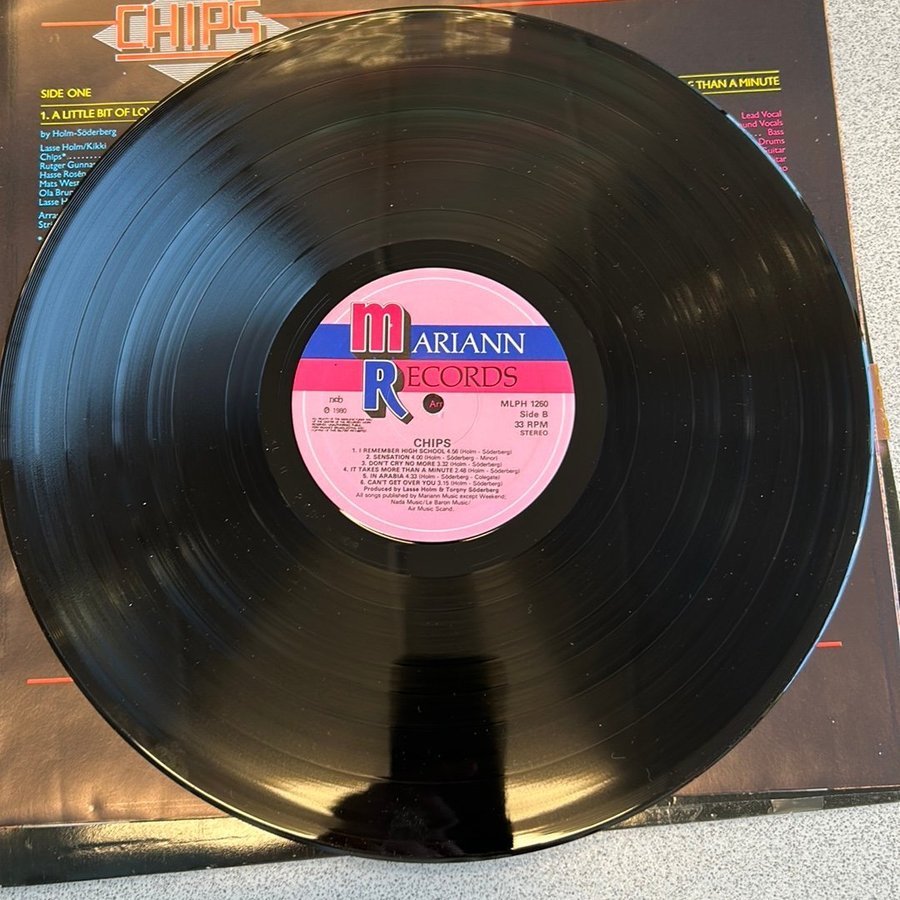 CHIPS
SIDE ONE
1. A LITTLE BIT OF LO
by Holm-Söderberg
Lasse Holm/Kikki
Chips*
Rutger Gunna
Hasse Rosén
Mats West
Ola Bru
Lasse H
Arra
Str
THAN A MINUTE
Lead Vocal
und Vocals
Bass
Drums
Guitar
MARIANN
RECORDS
ncb
℗ 1980
MLPH 1260
Side B
33 RPM
STEREO
CHIPS
1. I REMEMBER HIGH SCHOOL 4.56 (Holm - Söderberg)
2. SENSATION 4.00 (Holm - Söderberg - Minor)
3. DON'T CRY NO MORE 3.32 (Holm - Söderberg)
4. IT TAKES MORE THAN A MINUTE 2.48 (Holm - Söderberg)
5. IN ARABIA 4.33 (Holm - Söderberg - Colegate)
6. CAN'T GET OVER YOU 3.15 (Holm - Söderberg)
Produced by Lasse Holm & Torgny Söderberg
All songs published by Mariann Music except Weekend;
Nada Music/Le Baron Music/
Air Music Scand.